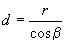 d = r / cos β